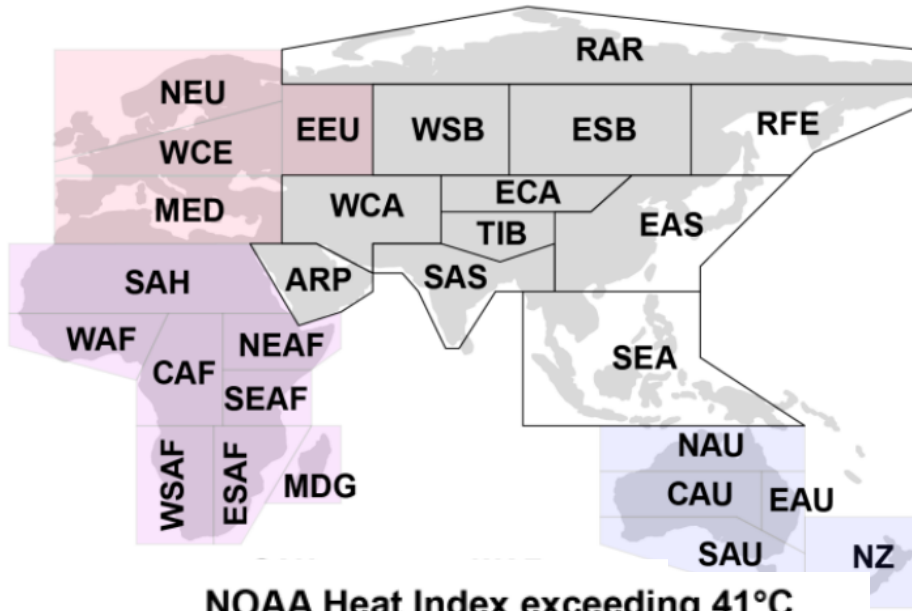 RAR
NEU
EEU WSB ESB RFE
WCE
WCA ECA
MED EAS
TIB
SAH ARP SAS
WAF NEAF
CAF SEA
SEAF
NAU
WSAF ESAF MDG CAU EAU
SAU NZ
NOAA Heat Index exceeding 41°C